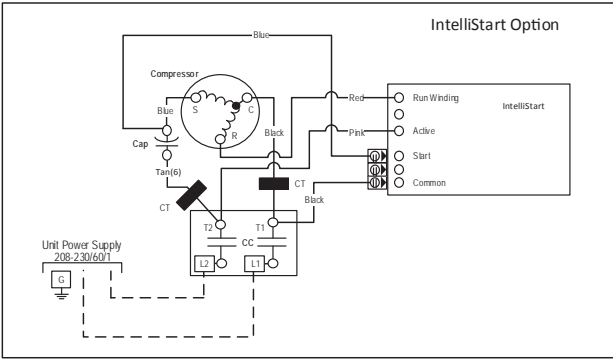 IntelliStart Option
Blue
Compressor
S
C
R
Blue
Black
Red
Pink
Run Winding
IntelliStart
Active
Start
Common
Cap
Tan(6)
CT
CT
Black
T2
T1
CC
L2
L1
Unit Power Supply
208-230/60/1
G